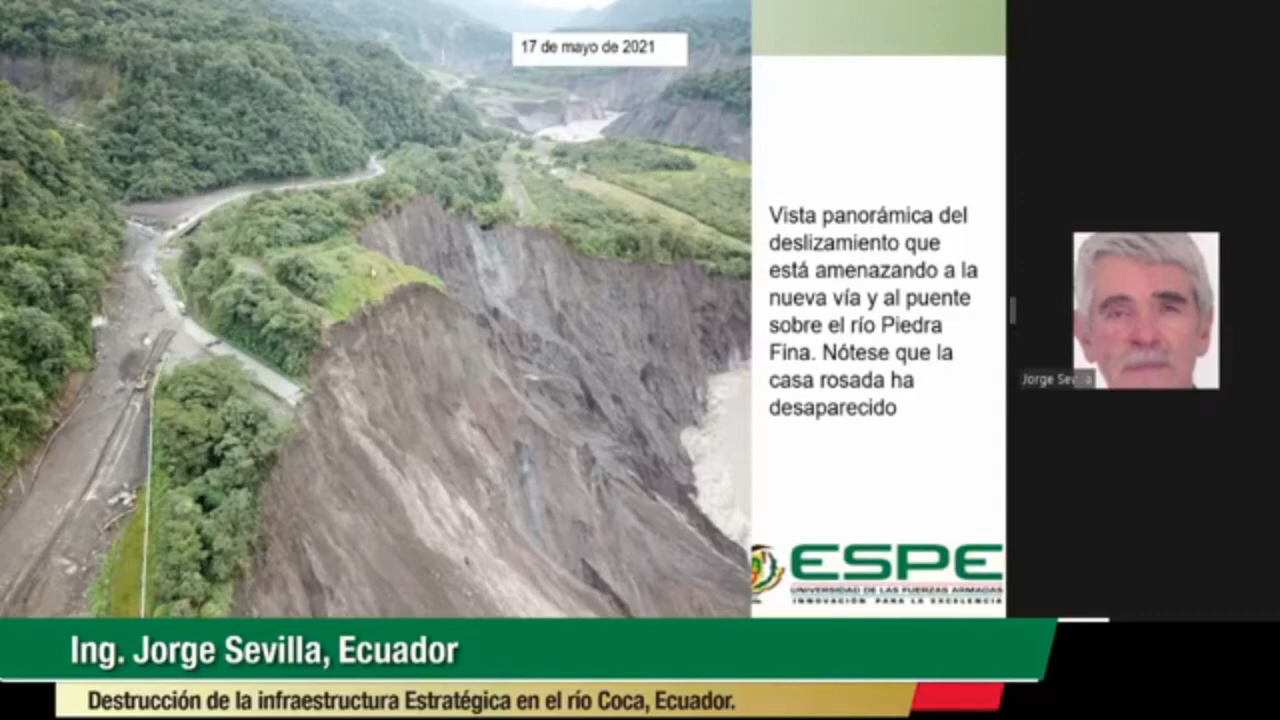 17 de mayo de 2021
Vista panorámica del
deslizamiento que
está amenazando a la
nueva vía y al puente
sobre el río Piedra
Fina. Nótese que la
casa rosada ha
desaparecido
Jorge Sevilla
ESPE
UNIVERSIDAD DE LAS FUERZAS ARMADAS
INNOVACIÓN PARA LA EXCELENCIA
Ing. Jorge Sevilla, Ecuador
Destrucción de la infraestructura Estratégica en el río Coca, Ecuador.